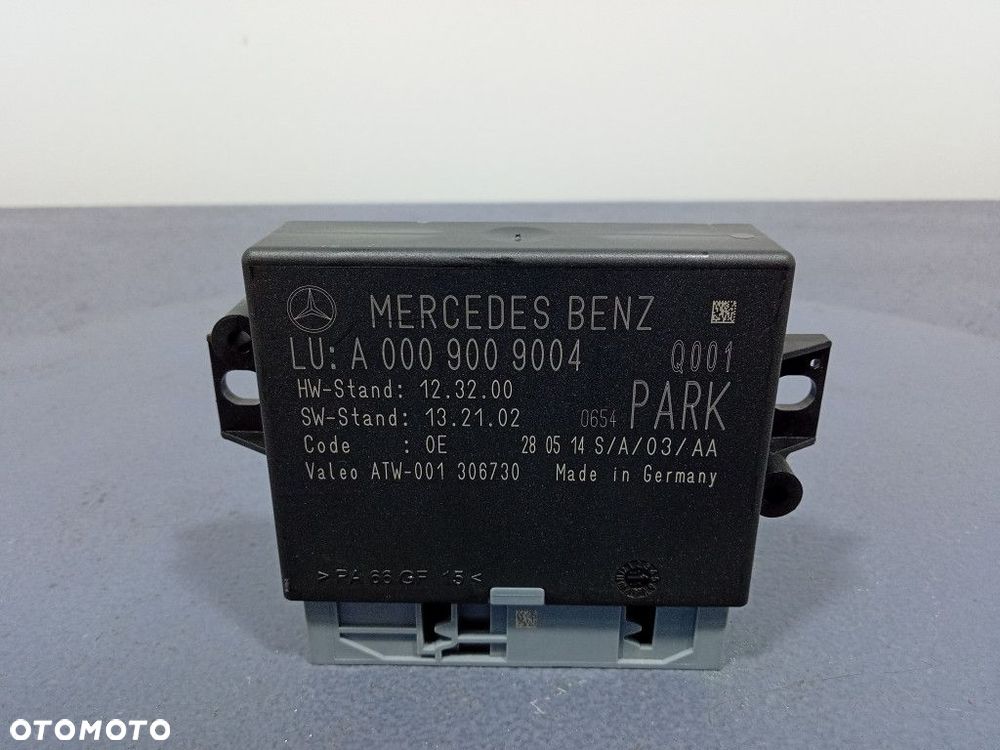 MERCEDES BENZ
LU: A 000 900 9004 Q001
HW-Stand: 12.32.00
SW-Stand: 13.21.02 0654 PARK
Code : 0E 28 05 14 S/A/03/AA
Valeo ATW-001 306730 Made in Germany
>PA 66 GF 15<
OTOMOTO